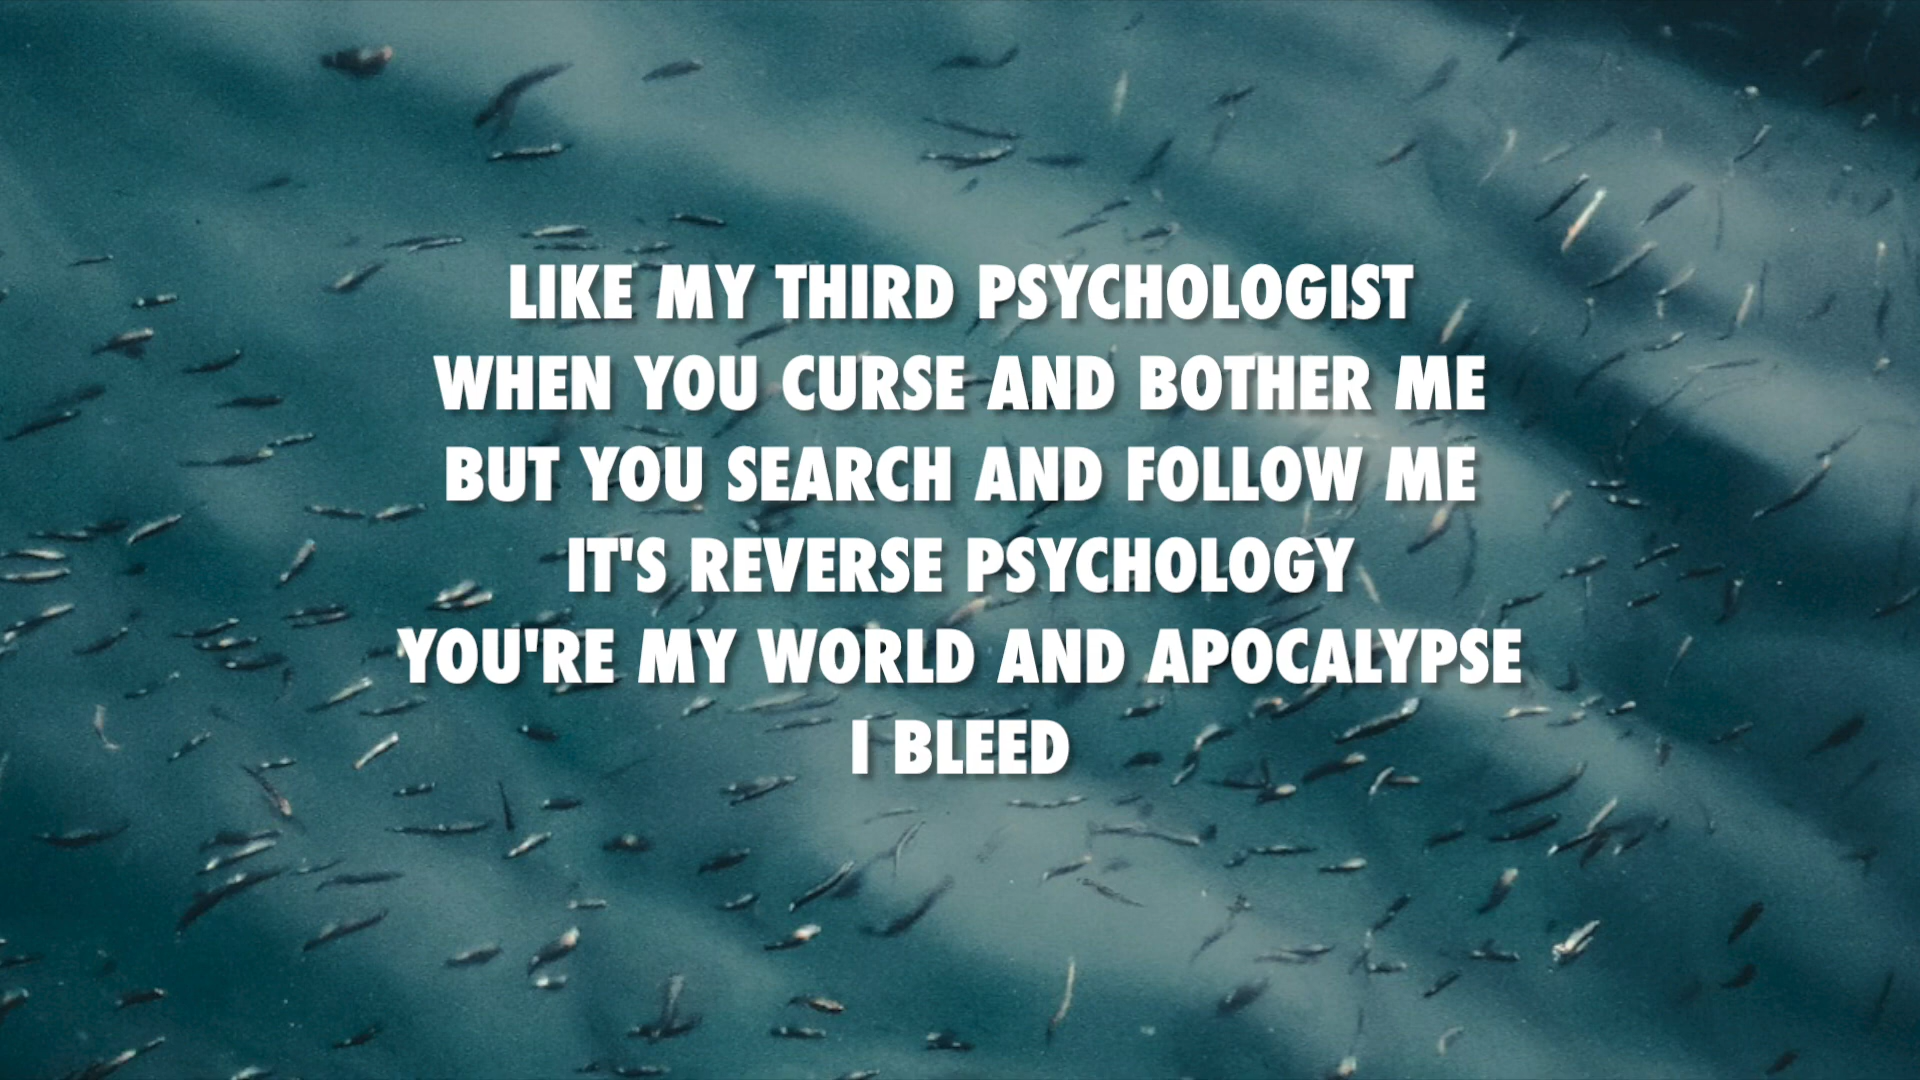 LIKE MY THIRD PSYCHOLOGIST
WHEN YOU CURSE AND BOTHER ME
BUT YOU SEARCH AND FOLLOW ME
IT'S REVERSE PSYCHOLOGY
YOU'RE MY WORLD AND APOCALYPSE
I BLEED